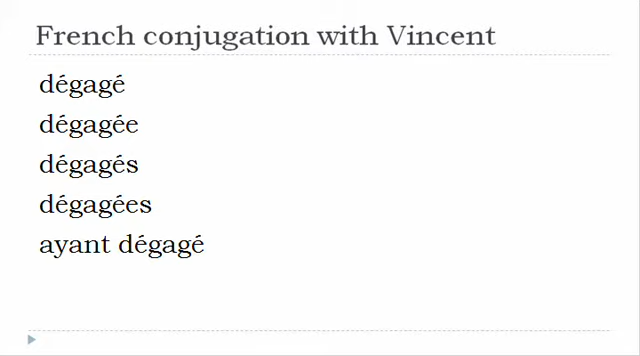 French conjugation with Vincent
dégagé
dégagée
dégagés
dégagées
ayant dégagé